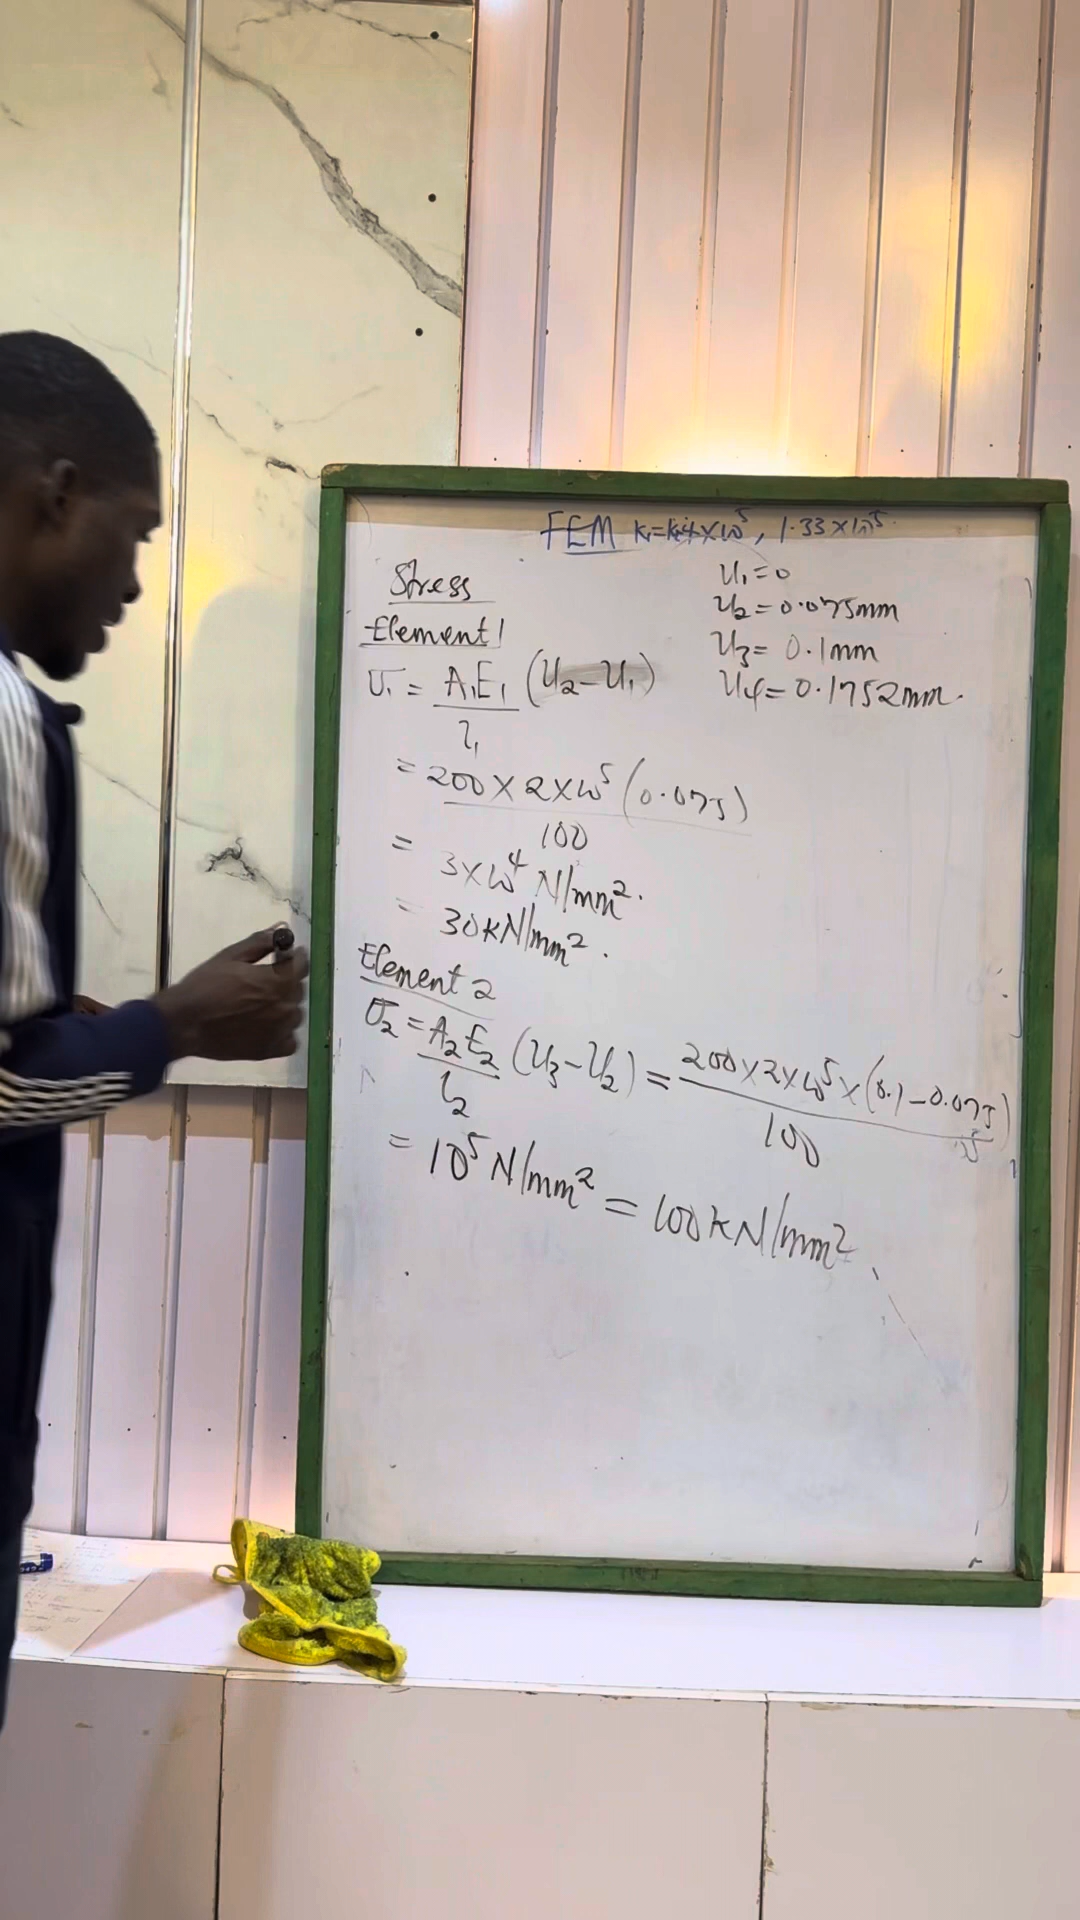 FEM K₁=K₂4×10⁵, 1.33×10⁵
Stress
U₁=0
U₂=0.075mm
U₃= 0.1mm
U4=0.1752mm.
Element 1
σ₁ = A₁E₁ (U₂-U₁)
l₁
= 200×2×10⁵ (0.075)
100
= 3×10⁴ N/mm².
= 30kN/mm².
Element 2
σ₂ = A₂E₂ (U₃-U₂) = 200×2×10⁵×(0.1-0.075)
l₂ 100
= 10⁵ N/mm² = 100kN/mm².